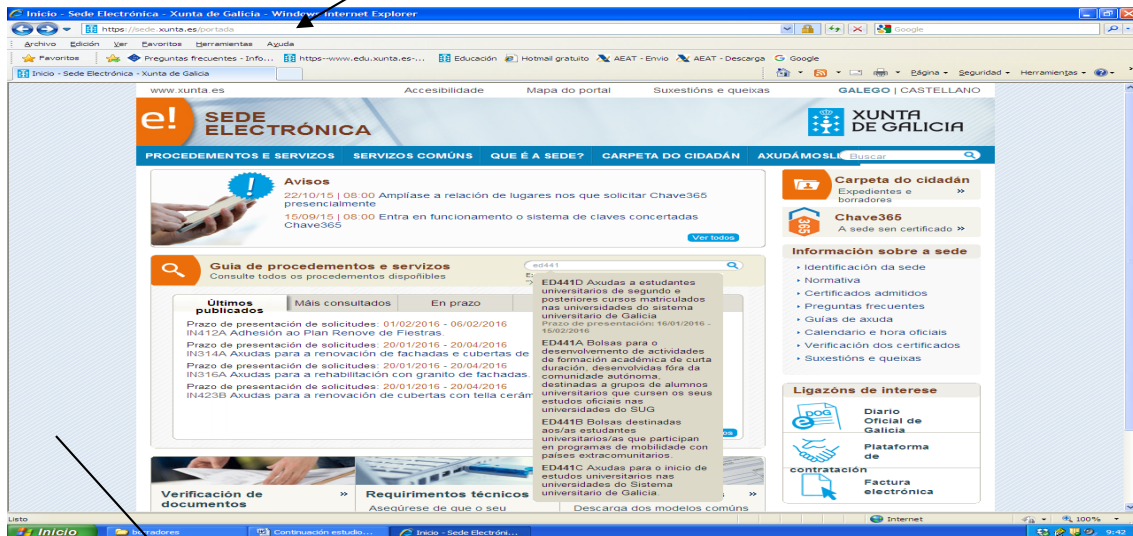 Inicio - Sede Electrónica - Xunta de Galicia - Windows Internet Explorer
https://sede.xunta.es/portada
Google
Archivo Edición Ver Favoritos Herramientas Ayuda
Favoritos Preguntas frecuentes - Info... https--www.edu.xunta.es-... Educación Hotmail gratuito AEAT - Envio AEAT - Descarga Google
Inicio - Sede Electrónica - Xunta de Galicia
Página Seguridad Herramientas
www.xunta.es Accesibilidade Mapa do portal Suxestións e queixas GALEGO | CASTELLANO
e! SEDE ELECTRÓNICA
XUNTA DE GALICIA
PROCEDEMENTOS E SERVIZOS SERVIZOS COMÚNS QUE É A SEDE? CARPETA DO CIDADÁN AXUDÁMOSL Buscar
Avisos
22/10/15 | 08:00 Amplíase a relación de lugares nos que solicitar Chave365
presencialmente
15/09/15 | 08:00 Entra en funcionamento o sistema de claves concertadas
Chave365
Ver todos
Carpeta do cidadán
Expedientes e »
borradores
365
Chave365
A sede sen certificado »
Guia de procedementos e servizos
Consulte todos os procedementos dispoñibles
ed441
Últimos publicados
Máis consultados
En prazo
Prazo de presentación de solicitudes: 01/02/2016 - 06/02/2016
IN412A Adhesión ao Plan Renove de Fiestras.
Prazo de presentación de solicitudes: 20/01/2016 - 20/04/2016
IN314A Axudas para a renovación de fachadas e cubertas de
Prazo de presentación de solicitudes: 20/01/2016 - 20/04/2016
IN316A Axudas para a rehabilitación con granito de fachadas.
Prazo de presentación de solicitudes: 20/01/2016 - 20/04/2016
IN423B Axudas para a renovación de cubertas con tella cerám
ED441D Axudas a estudantes
universitarios de segundo e
posteriores cursos matriculados
nas universidades do sistema
universitario de Galicia
Prazo de presentación: 16/01/2016 -
15/02/2016
ED441A Bolsas para o
desenvolvemento de actividades
de formación académica de curta
duración, desenvolvidas fóra da
comunidade autónoma,
destinadas a grupos de alumnos
universitarios que cursen os seus
estudos oficiais nas
universidades do SUG
ED441B Bolsas destinadas
aos/as estudantes
universitarios/as que participan
en programas de mobilidade con
países extracomunitarios.
ED441C Axudas para o inicio de
estudos universitarios nas
universidades do Sistema
universitario de Galicia.
os
Información sobre a sede
Identificación da sede
Normativa
Certificados admitidos
Preguntas frecuentes
Guías de axuda
Calendario e hora oficiais
Verificación dos certificados
Suxestións e queixas
Ligazóns de interese
DOG
Diario
Oficial de
Galicia
Plataforma
de
contratación
Factura
electrónica
Verificación de »
documentos
Requirimentos técnicos
Asegúrese de que o seu
s »
Descarga dos modelos comúns
Listo
Internet
100%
Inicio borradores Continuación estudio... Inicio - Sede Electróni... 9:42